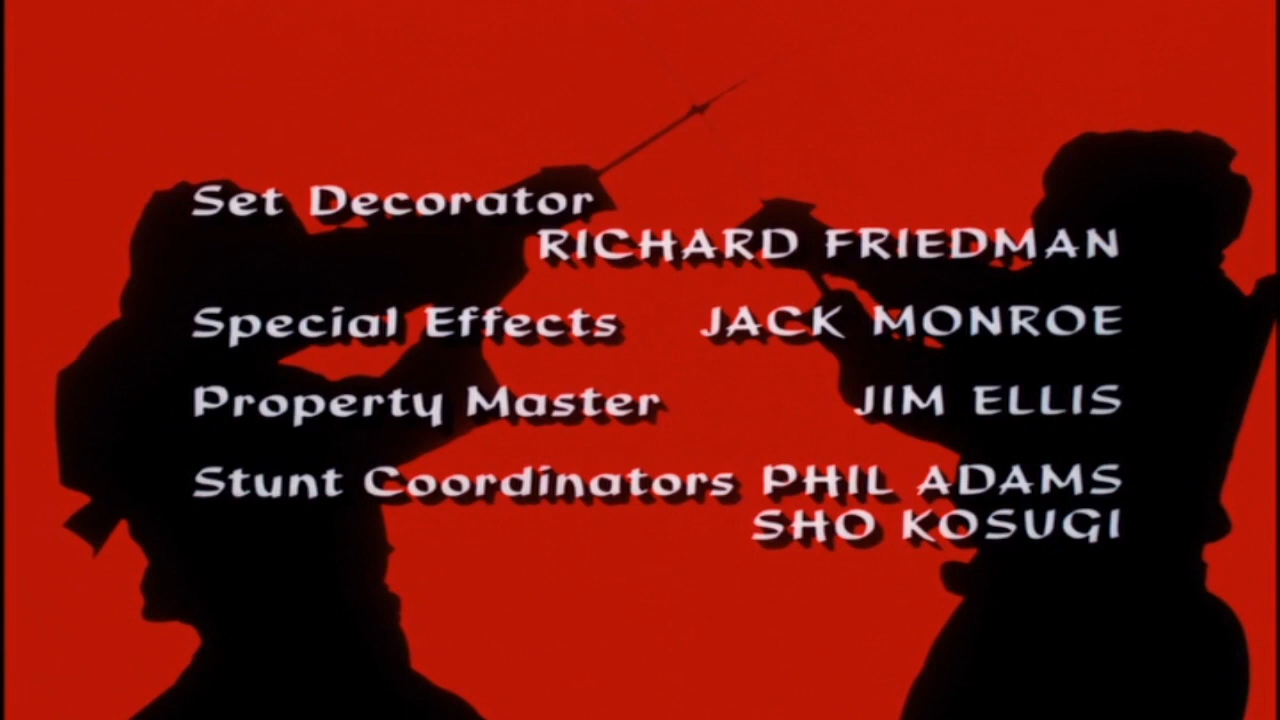 Set Decorator
RICHARD FRIEDMAN
Special Effects JACK MONROE
Property Master JIM ELLIS
Stunt Coordinators PHIL ADAMS
SHO KOSUGI